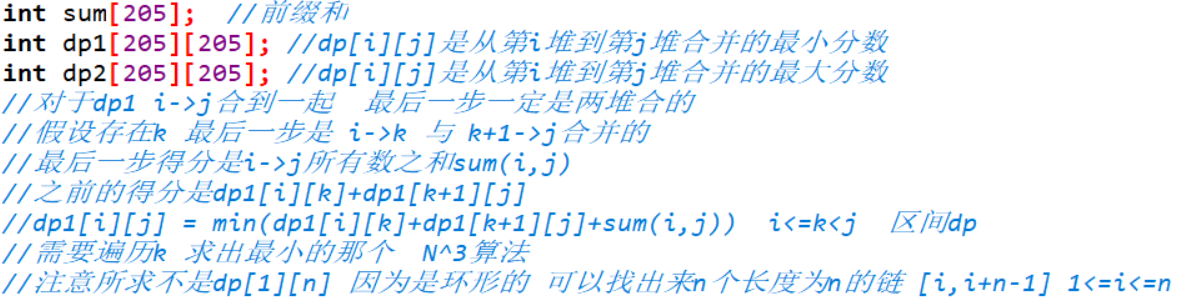 int sum[205];  //前缀和
int dp1[205][205]; //dp[i][j]是从第i堆到第j堆合并的最小分数
int dp2[205][205]; //dp[i][j]是从第i堆到第j堆合并的最大分数
//对于dp1 i->j合到一起  最后一步一定是两堆合的
//假设存在k 最后一步是 i->k 与 k+1->j合并的
//最后一步得分是i->j所有数之和sum(i,j)
//之前的得分是dp1[i][k]+dp1[k+1][j]
//dp1[i][j] = min(dp1[i][k]+dp1[k+1][j]+sum(i,j))  i<=k<j  区间dp
//需要遍历k 求出最小的那个  N^3算法
//注意所求不是dp[1][n] 因为是环形的 可以找出来n个长度为n的链 [i,i+n-1] 1<=i<=n